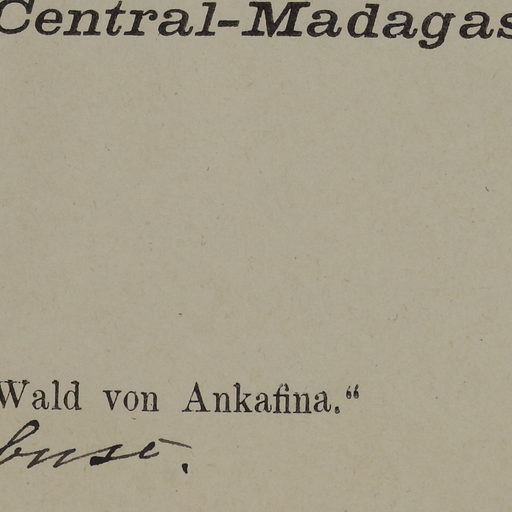 Central-Madagas
Wald von Ankafina.“